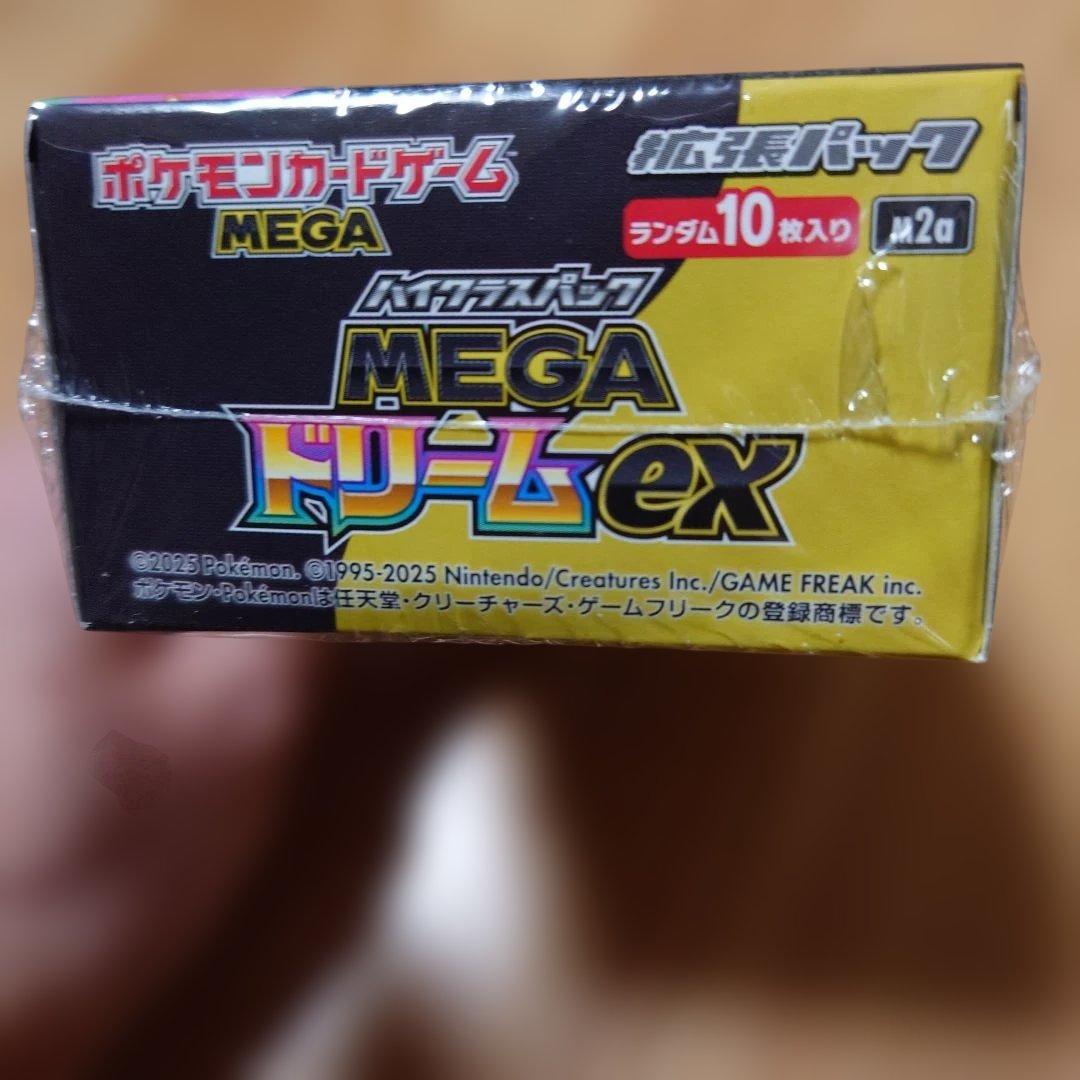 ポケモンカードゲーム
MEGA
拡張パック
ランダム10枚入り
M2a
ハイクラスパック
MEGA
ドリームex
©2025 Pokémon. ©1995-2025 Nintendo/Creatures Inc./GAME FREAK inc.
ポケモン・Pokémonは任天堂・クリーチャーズ・ゲームフリークの登録商標です。